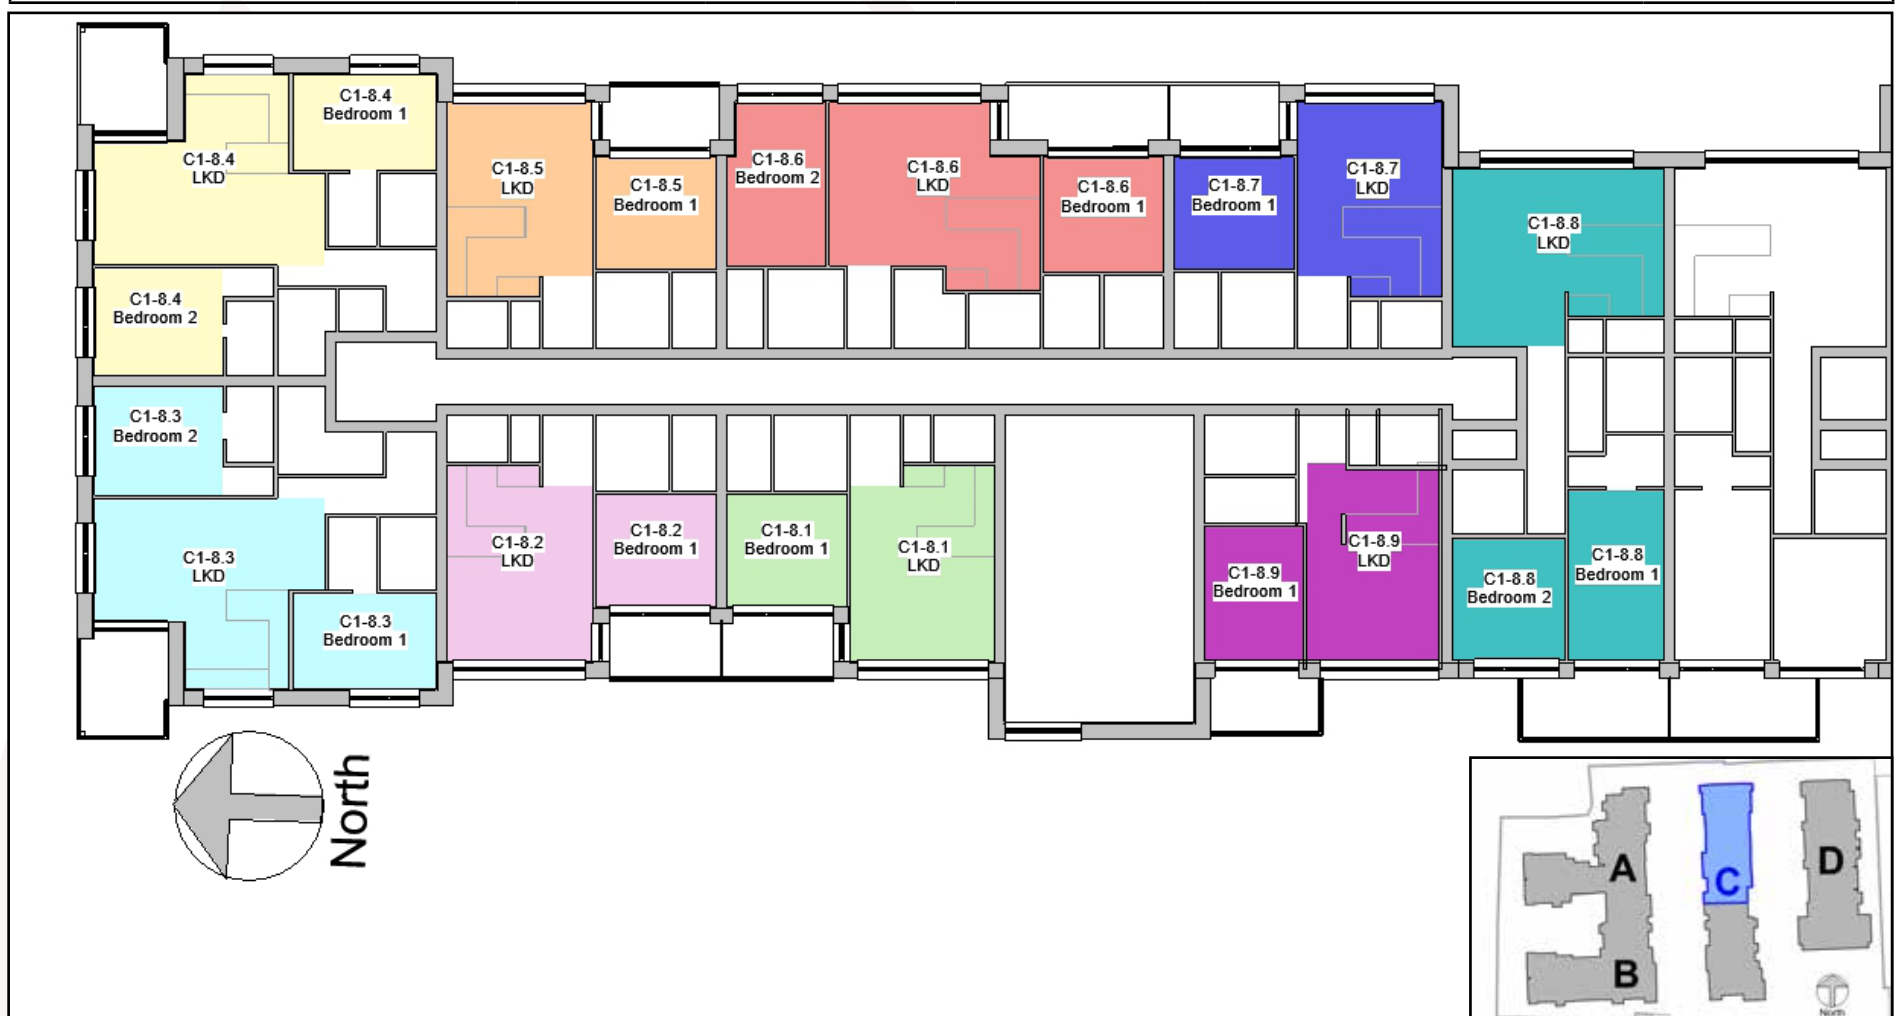 C1-8.4
Bedroom 1
C1-8.4
LKD
C1-8.5
LKD
C1-8.5
Bedroom 1
C1-8.6
Bedroom 2
C1-8.6
LKD
C1-8.6
Bedroom 1
C1-8.7
Bedroom 1
C1-8.7
LKD
C1-8.8
LKD
C1-8.4
Bedroom 2
C1-8.3
Bedroom 2
C1-8.3
LKD
C1-8.3
Bedroom 1
C1-8.2
LKD
C1-8.2
Bedroom 1
C1-8.1
Bedroom 1
C1-8.1
LKD
C1-8.9
Bedroom 1
C1-8.9
LKD
C1-8.8
Bedroom 2
C1-8.8
Bedroom 1
North
A
C
D
B
North